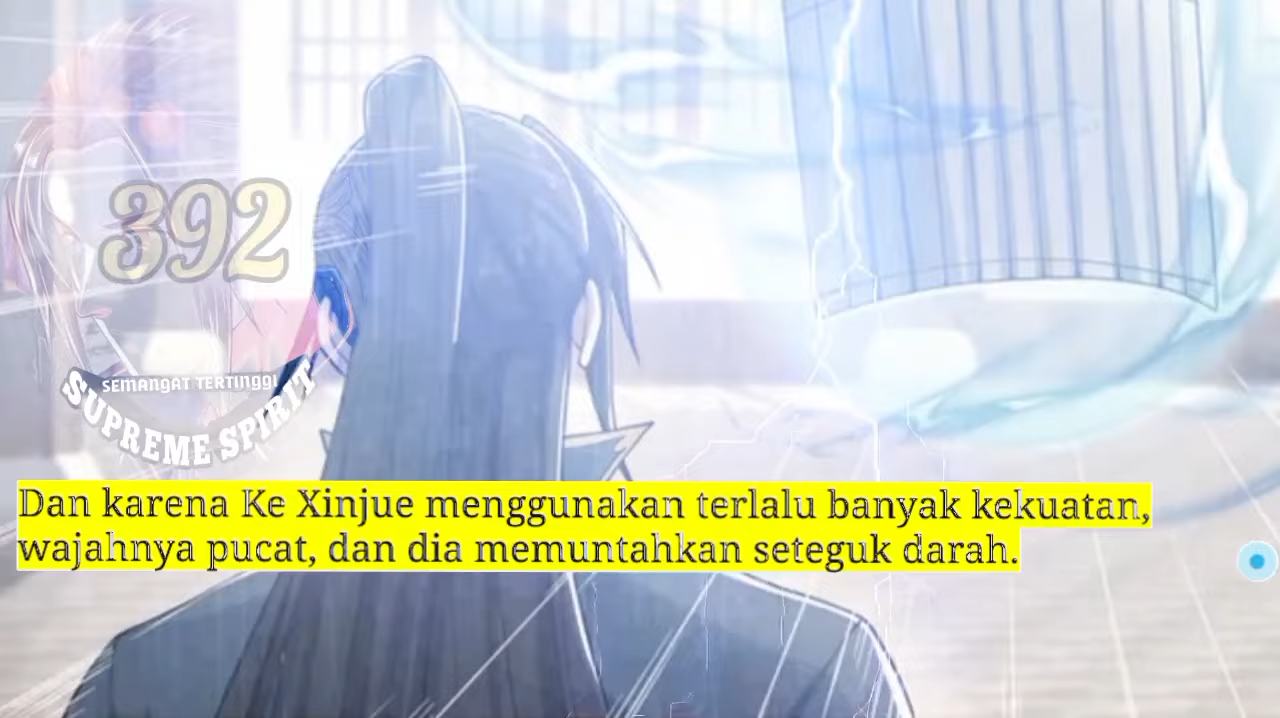 392
SEMANGAT TERTINGGI
SUPREME SPIRIT
Dan karena Ke Xinjue menggunakan terlalu banyak kekuatan,
wajahnya pucat, dan dia memuntahkan seteguk darah.